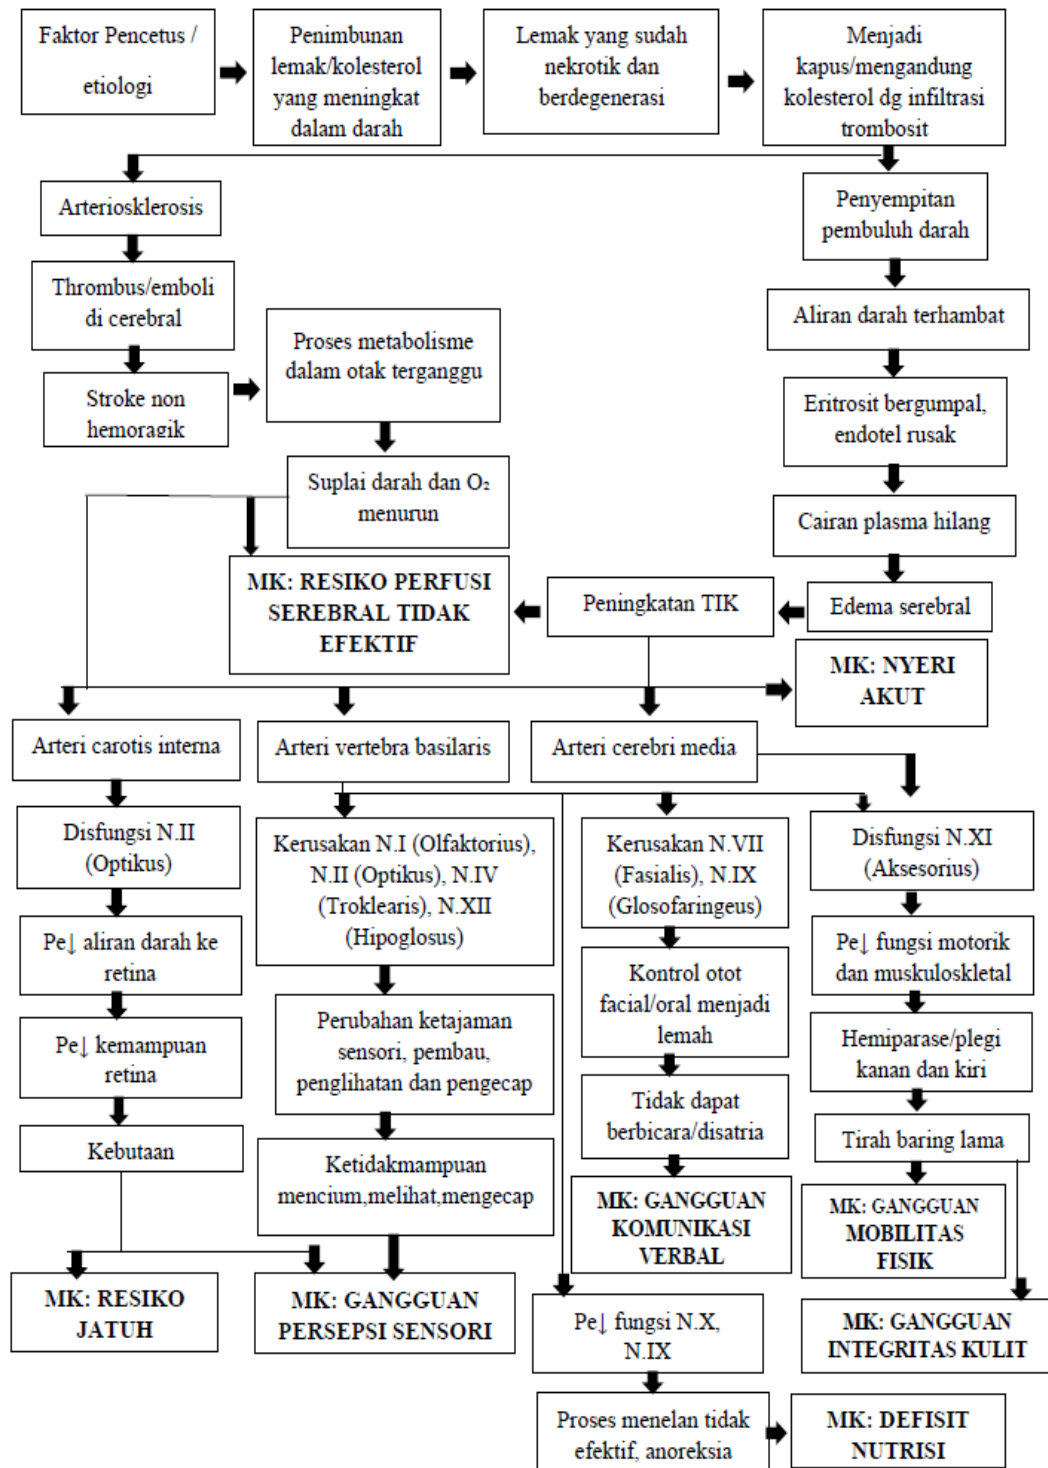 Faktor Pencetus /
etiologi
Penimbunan
lemak/kolesterol
yang meningkat
dalam darah
Lemak yang sudah
nekrotik dan
berdegenerasi
Menjadi
kapus/mengandung
kolesterol dg infiltrasi
trombosit
Arteriosklerosis
Penyempitan
pembuluh darah
Thrombus/emboli
di cerebral
Aliran darah terhambat
Proses metabolisme
dalam otak terganggu
Stroke non
hemoragik
Eritrosit bergumpal,
endotel rusak
Suplai darah dan O₂
menurun
Cairan plasma hilang
MK: RESIKO PERFUSI
SEREBRAL TIDAK
EFEKTIF
Peningkatan TIK
Edema serebral
MK: NYERI
AKUT
Arteri carotis interna
Arteri vertebra basilaris
Arteri cerebri media
Disfungsi N.II
(Optikus)
Kerusakan N.I (Olfaktorius),
N.II (Optikus), N.IV
(Troklearis), N.XII
(Hipoglosus)
Kerusakan N.VII
(Fasialis), N.IX
(Glosofaringeus)
Disfungsi N.XI
(Aksesorius)
Pe↓ aliran darah ke
retina
Kontrol otot
facial/oral menjadi
lemah
Pe↓ fungsi motorik
dan muskuloskletal
Pe↓ kemampuan
retina
Perubahan ketajaman
sensori, pembau,
penglihatan dan pengecap
Hemiparase/plegi
kanan dan kiri
Tidak dapat
berbicara/disatria
Kebutaan
Ketidakmampuan
mencium,melihat,mengecap
Tirah baring lama
MK: GANGGUAN
KOMUNIKASI
VERBAL
MK: GANGGUAN
MOBILITAS
FISIK
MK: RESIKO
JATUH
MK: GANGGUAN
PERSEPSI SENSORI
Pe↓ fungsi N.X,
N.IX
MK: GANGGUAN
INTEGRITAS KULIT
Proses menelan tidak
efektif, anoreksia
MK: DEFISIT
NUTRISI